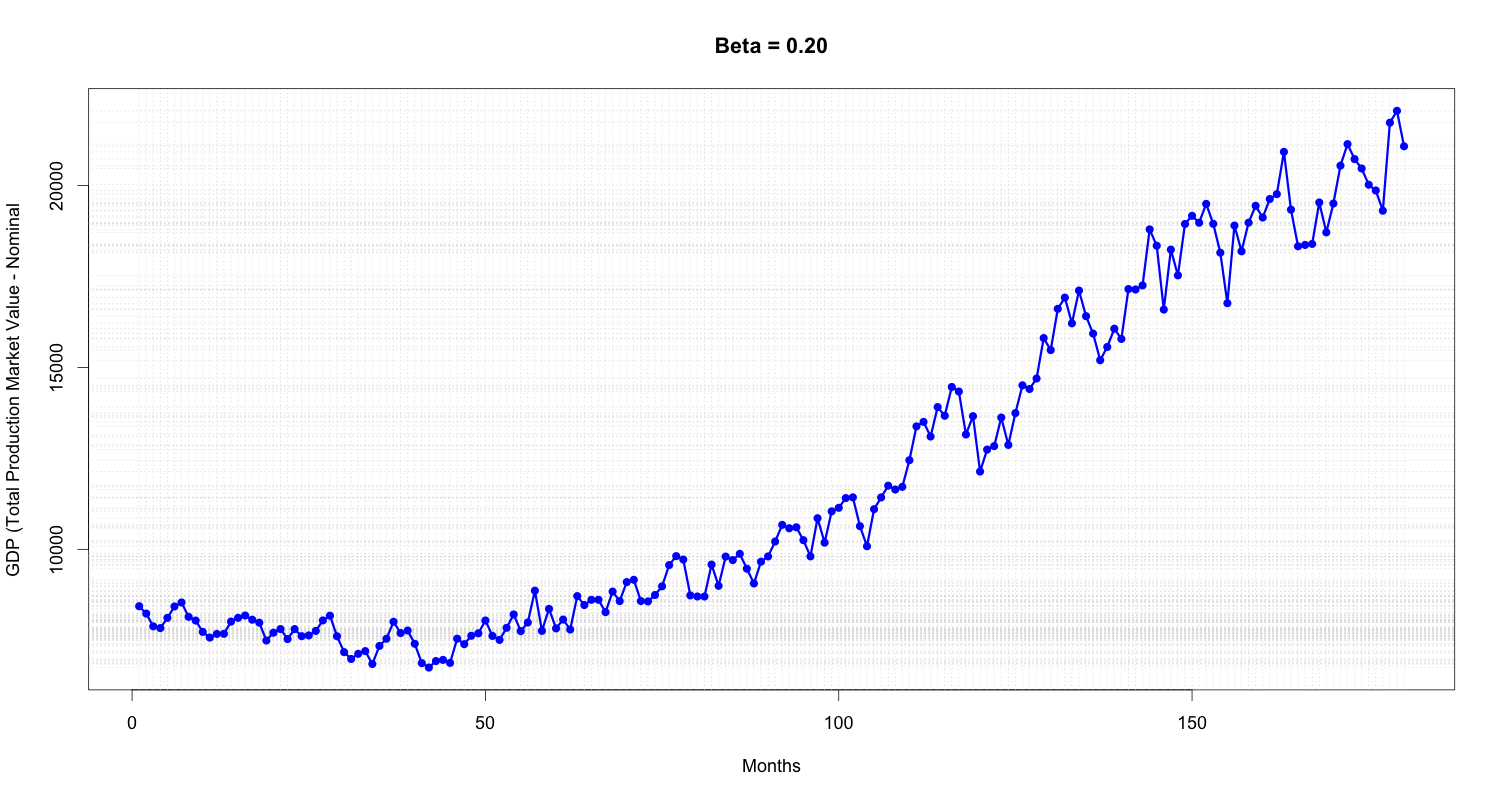 Beta = 0.20
GDP (Total Production Market Value - Nominal
20000
15000
10000
0 50 100 150
Months